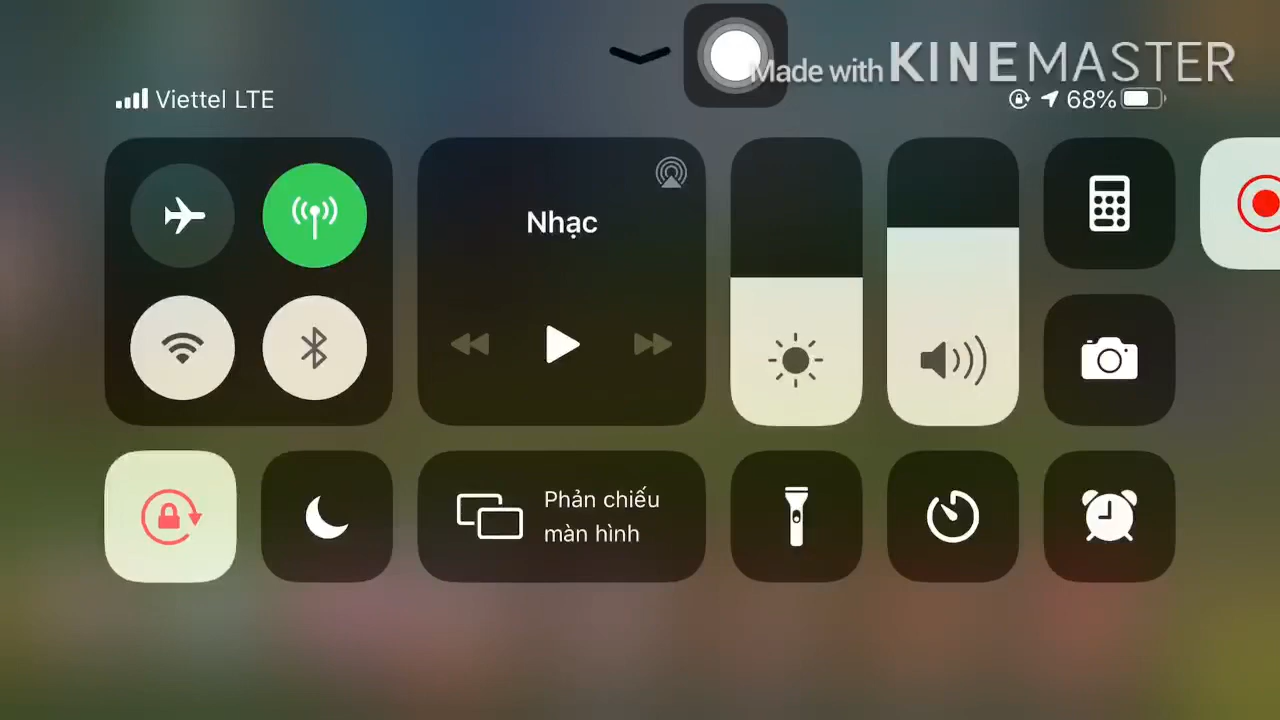 Made with KINEMASTER
Viettel LTE
68%
Nhạc
Phản chiếu
màn hình